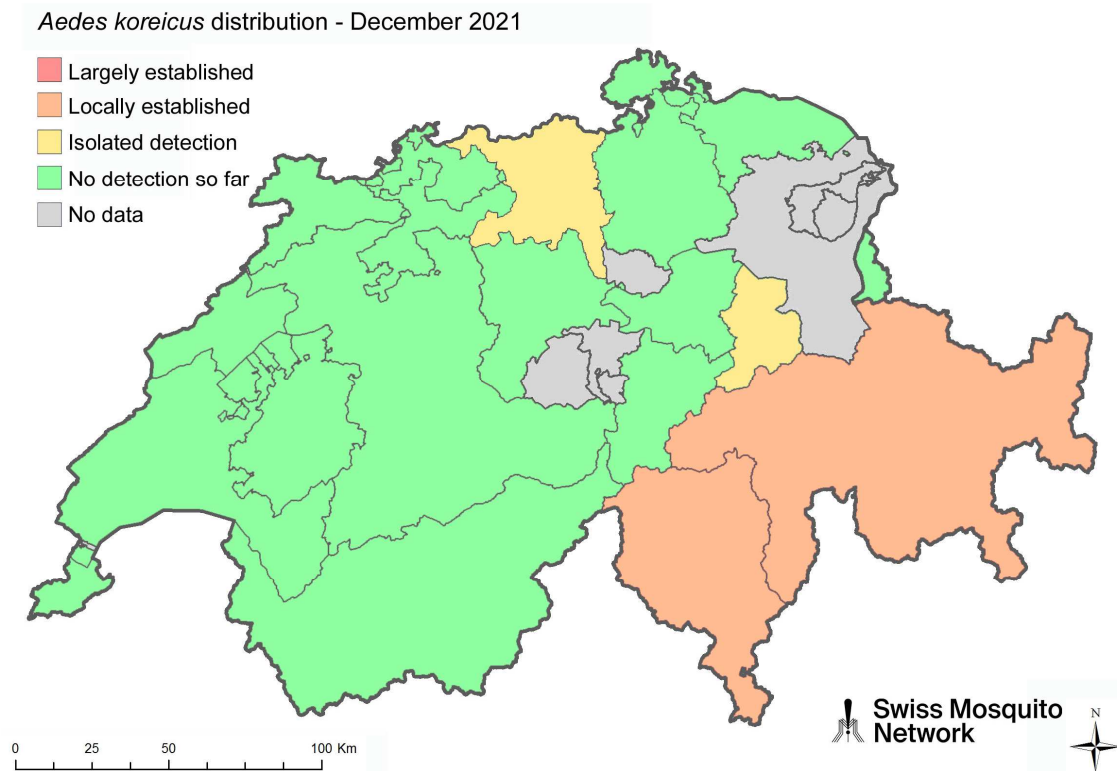 Aedes koreicus distribution - December 2021
Largely established
Locally established
Isolated detection
No detection so far
No data
Swiss Mosquito
Network
N
0 25 50 100 Km